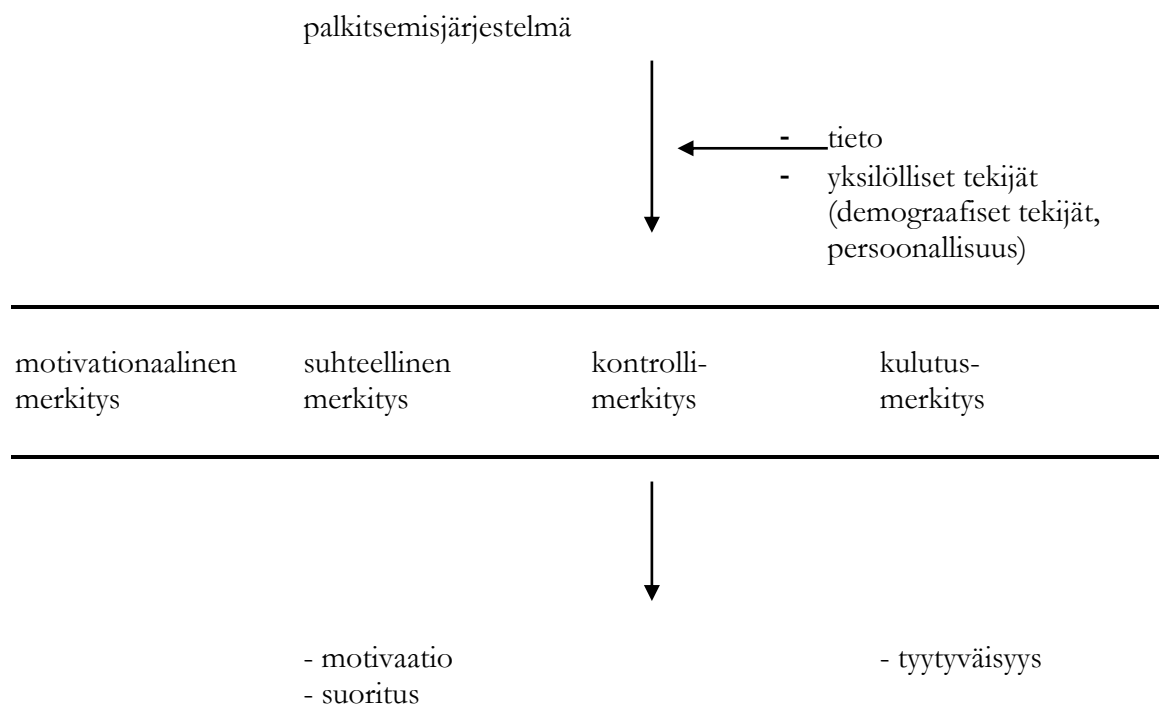 palkitsemisjärjestelmä
- tieto
- yksilölliset tekijät
(demograafiset tekijät,
persoonallisuus)
motivationaalinen
merkitys
suhteellinen
merkitys
kontrolli-
merkitys
kulutus-
merkitys
- motivaatio
- suoritus
- tyytyväisyys